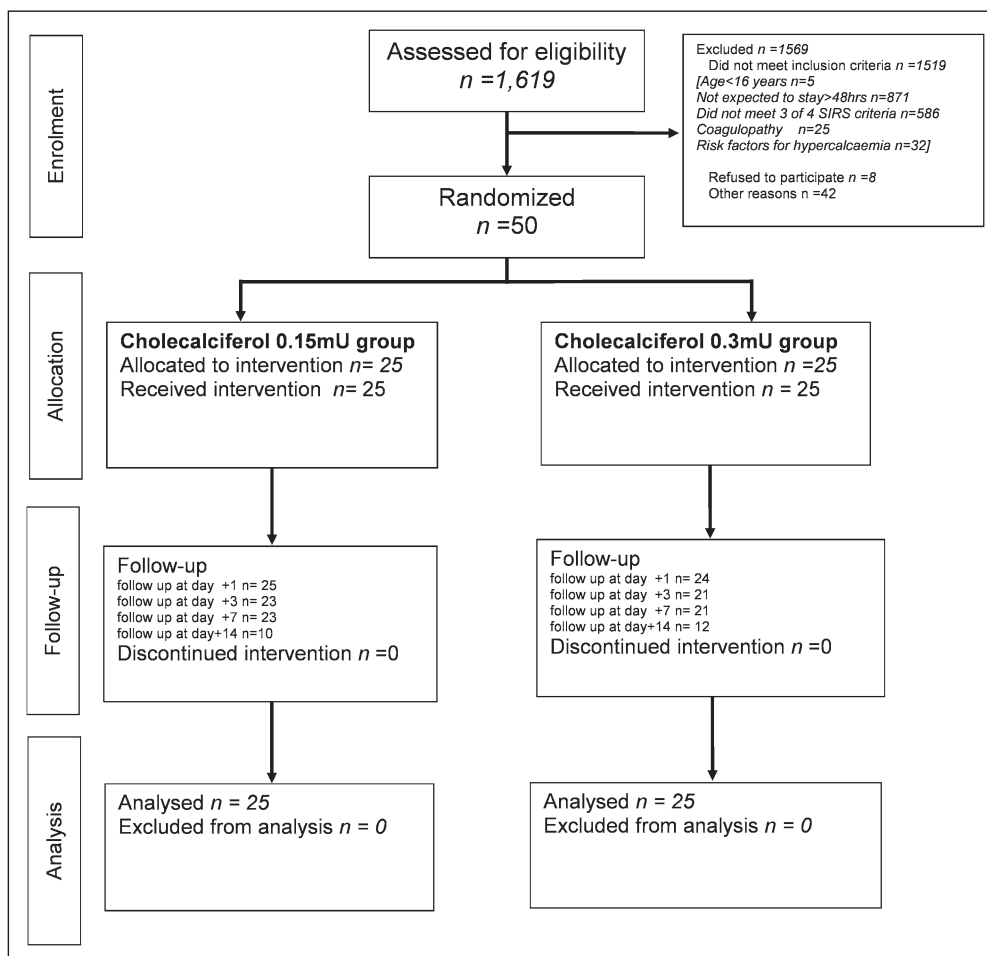 Enrolment
Assessed for eligibility
n =1,619
Excluded n =1569
Did not meet inclusion criteria n =1519
[Age<16 years n=5
Not expected to stay>48hrs n=871
Did not meet 3 of 4 SIRS criteria n=586
Coagulopathy n=25
Risk factors for hypercalcaemia n=32]
Refused to participate n =8
Other reasons n =42
Randomized
n =50
Allocation
Cholecalciferol 0.15mU group
Allocated to intervention n= 25
Received intervention n= 25
Cholecalciferol 0.3mU group
Allocated to intervention n =25
Received intervention n = 25
Follow-up
Follow-up
follow up at day +1 n= 25
follow up at day +3 n= 23
follow up at day +7 n= 23
follow up at day+14 n=10
Discontinued intervention n =0
Follow-up
follow up at day +1 n= 24
follow up at day +3 n= 21
follow up at day +7 n= 21
follow up at day+14 n= 12
Discontinued intervention n =0
Analysis
Analysed n = 25
Excluded from analysis n = 0
Analysed n = 25
Excluded from analysis n = 0